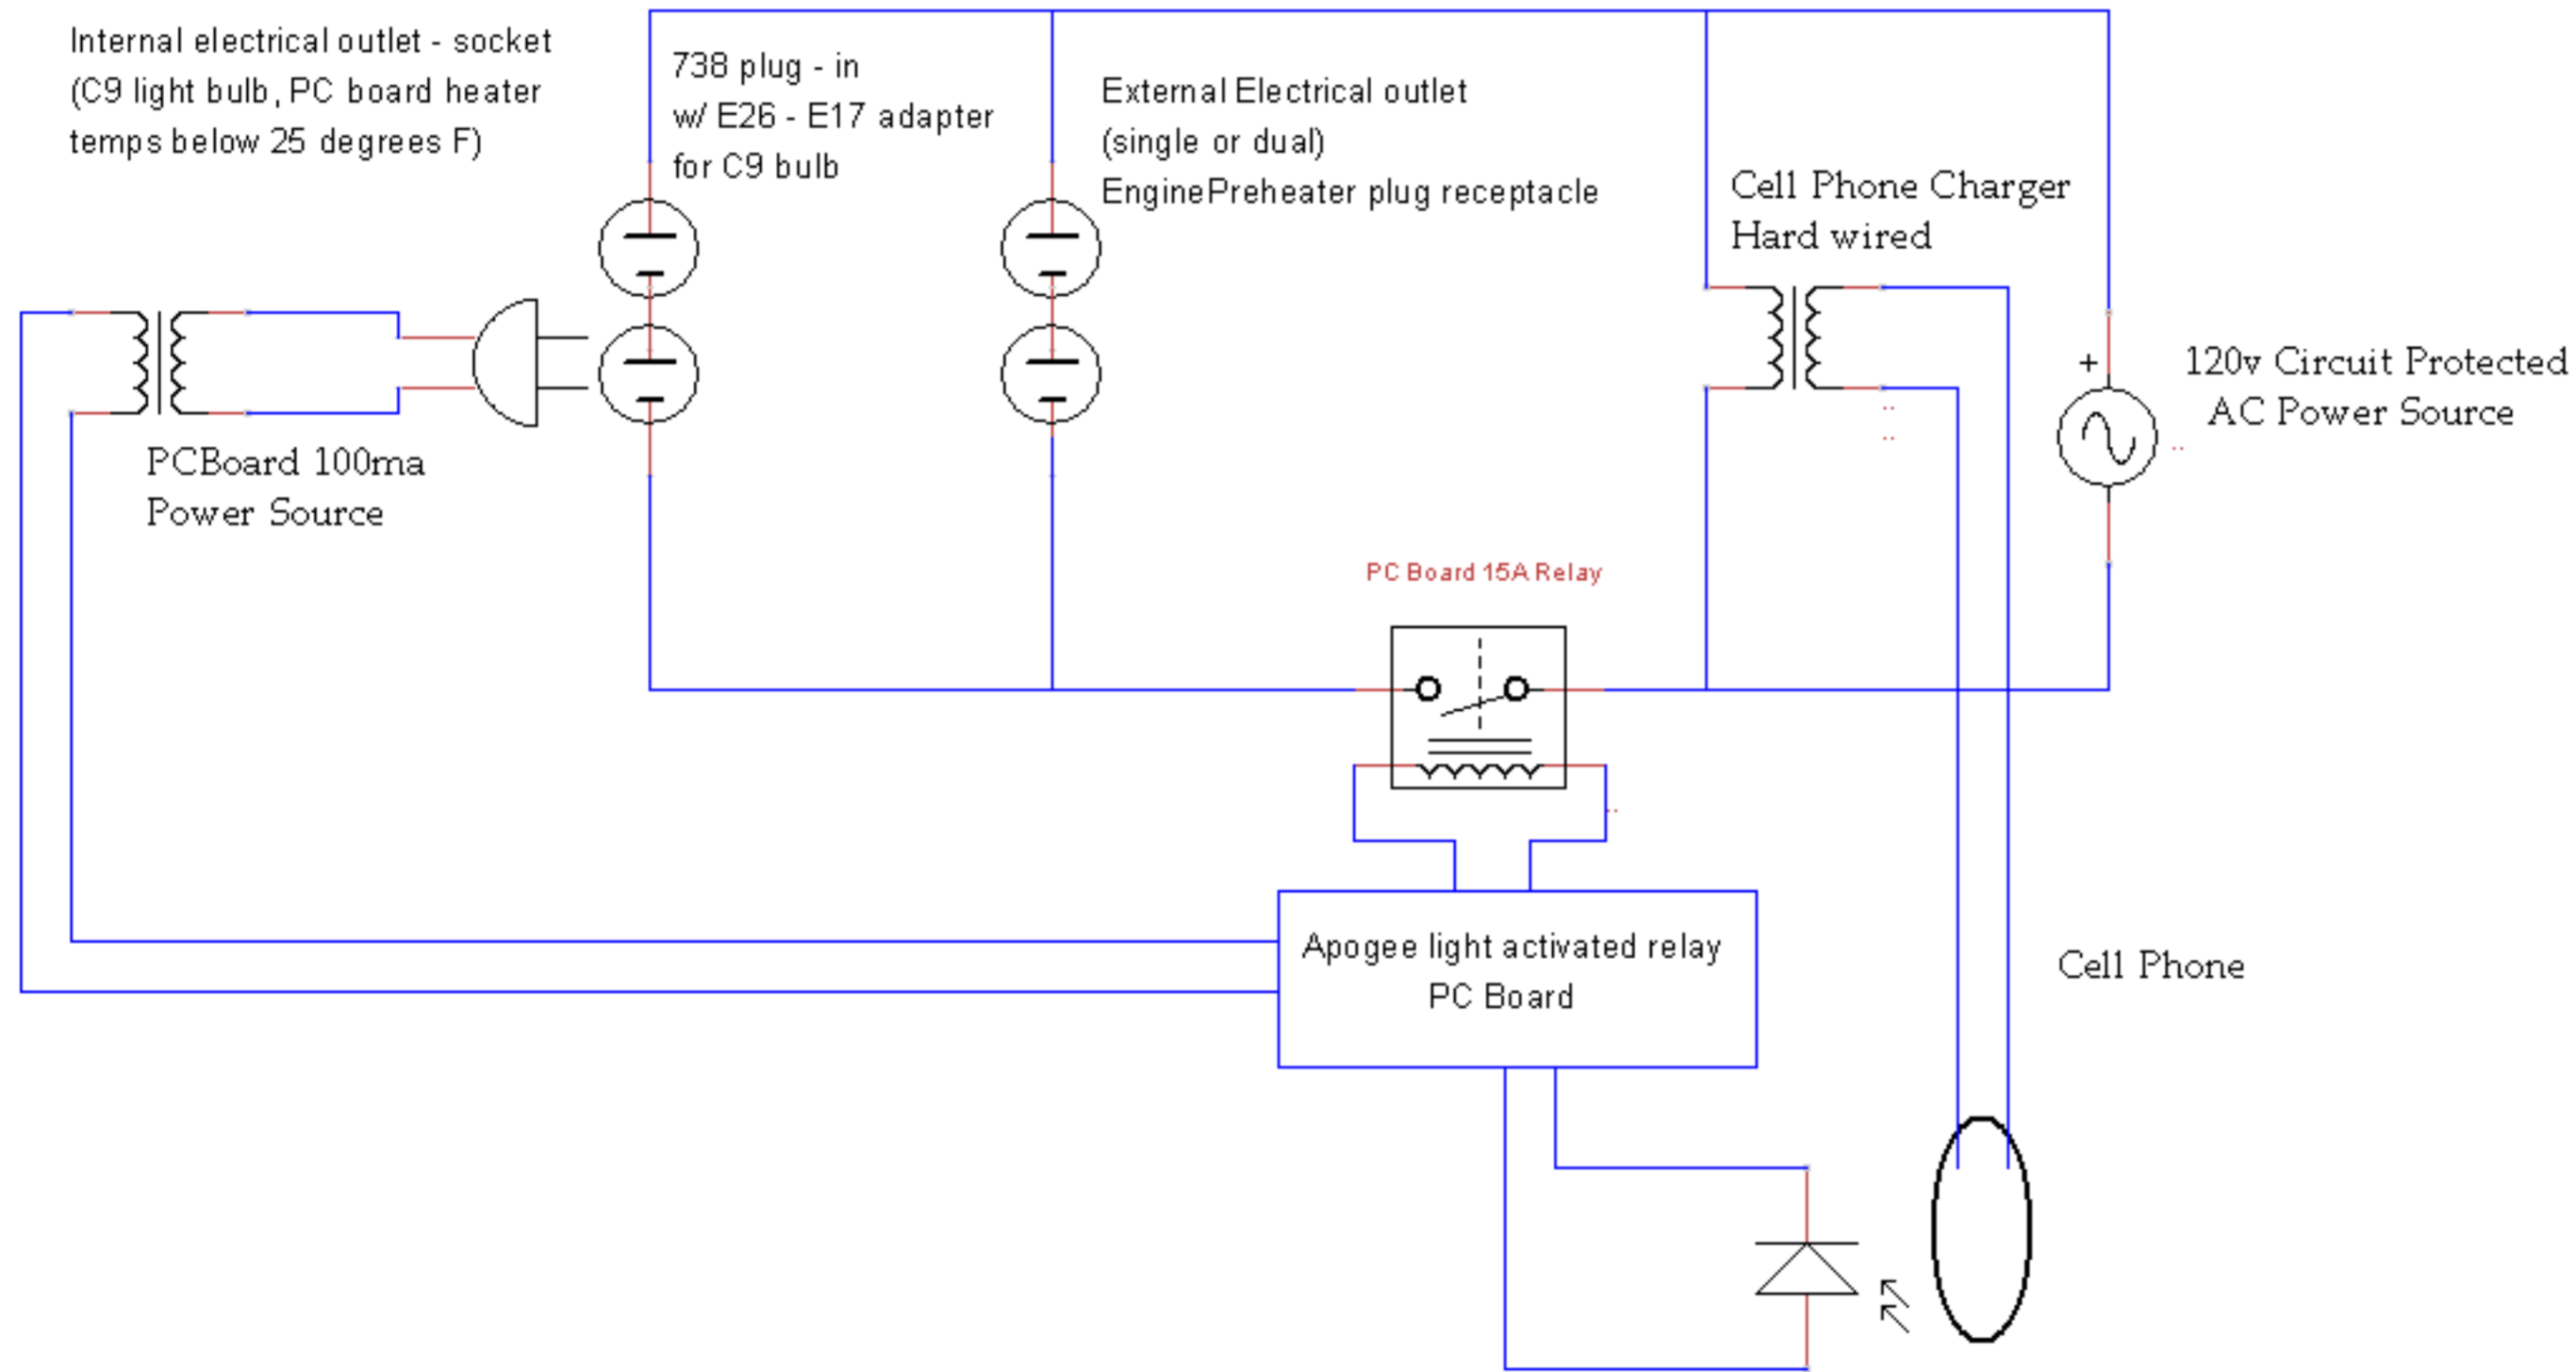 Internal electrical outlet - socket
(C9 light bulb, PC board heater
temps below 25 degrees F)
738 plug - in
w/ E26 - E17 adapter
for C9 bulb
External Electrical outlet
(single or dual)
EnginePreheater plug receptacle
Cell Phone Charger
Hard wired
+
120v Circuit Protected
AC Power Source
PCBoard 100ma
Power Source
PC Board 15A Relay
Apogee light activated relay
PC Board
Cell Phone